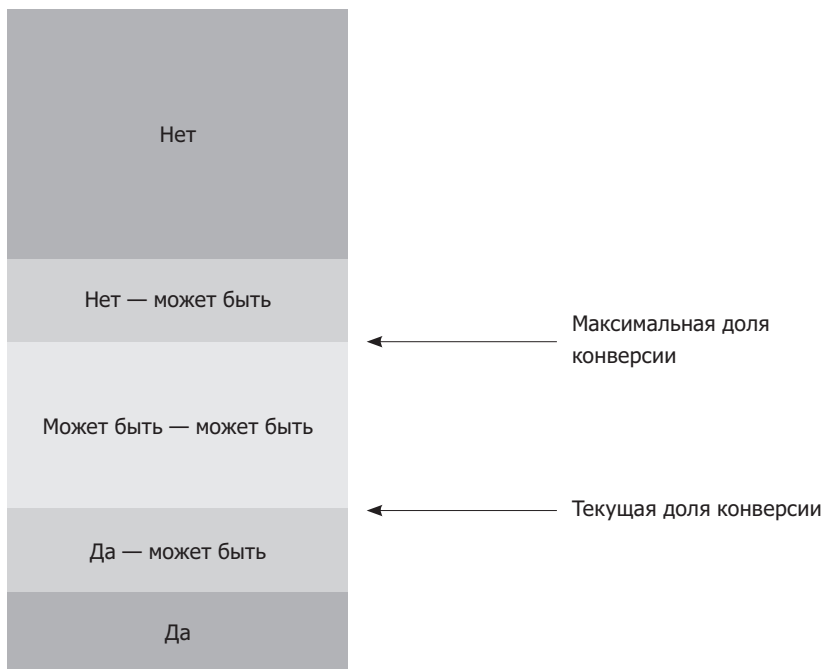 Нет
Нет — может быть
Максимальная доля
конверсии
Может быть — может быть
Текущая доля конверсии
Да — может быть
Да